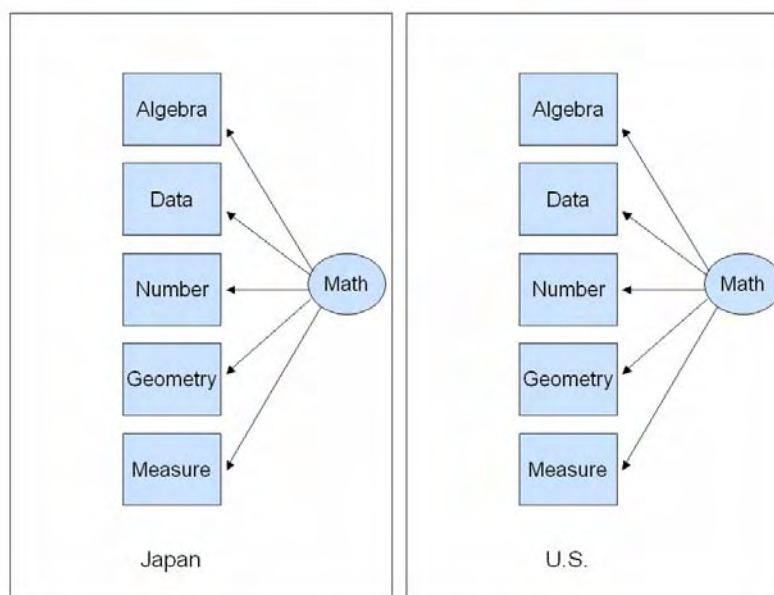 Algebra
Data
Number
Math
Geometry
Measure
Japan
Algebra
Data
Number
Math
Geometry
Measure
U.S.